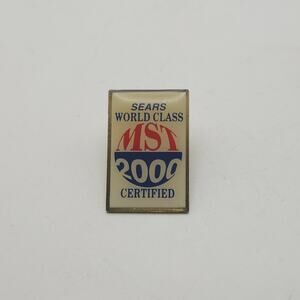 SEARS
WORLD CLASS
MST
2000
CERTIFIED